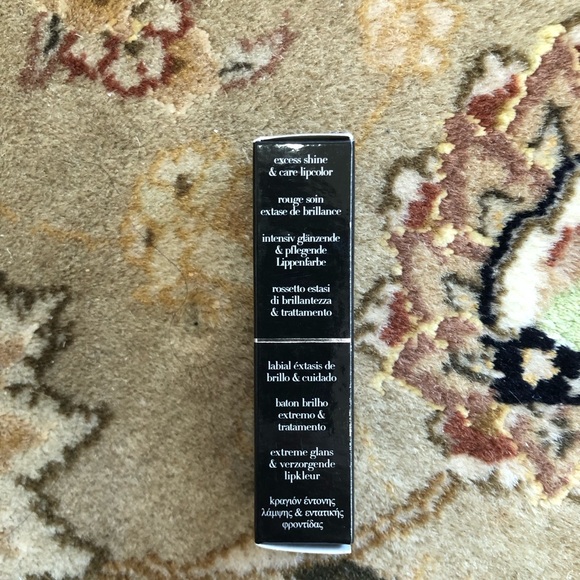 excess shine
& care lipcolor
rouge soin
extase de brillance
intensiv glänzende
& pflegende
Lippenfarbe
rossetto estasi
di brillantezza
& trattamento
labial éxtasis de
brillo & cuidado
baton brilho
extremo &
tratamento
extreme glans
& verzorgende
lipkleur
κραγιόν έντονης
λάμψης & εντατικής
φροντίδας